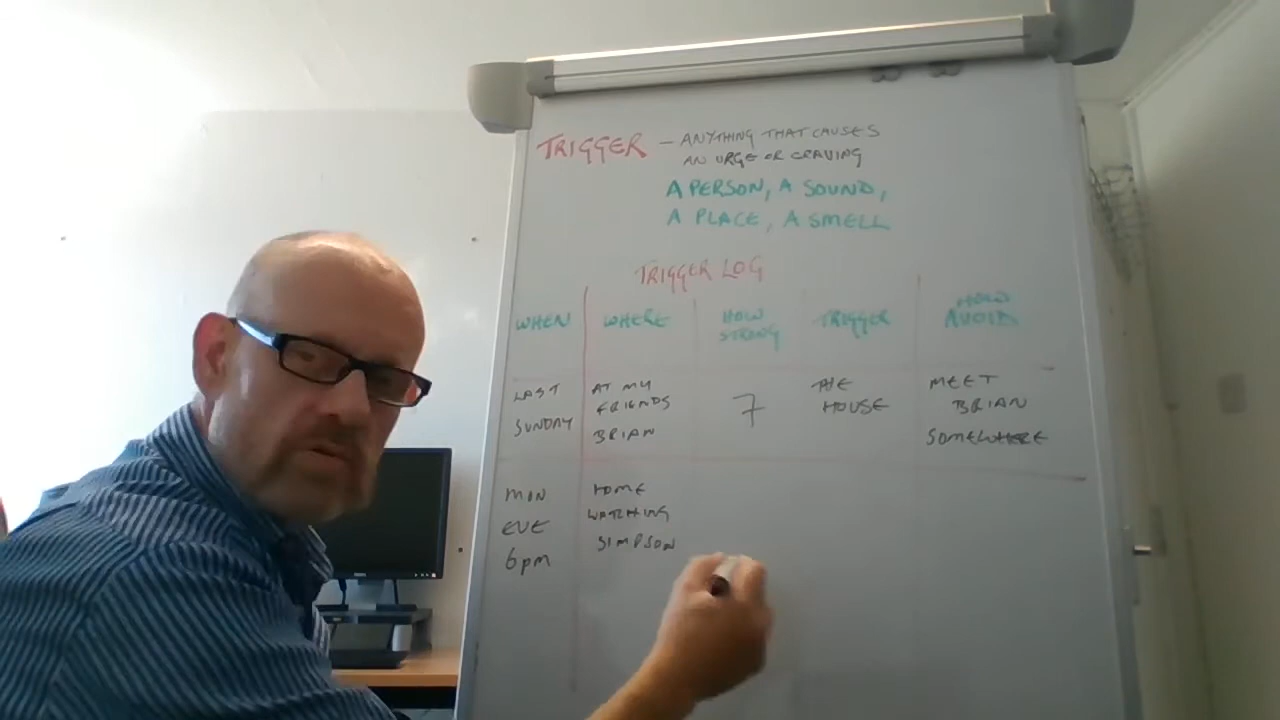 TRIGGER - ANYTHING THAT CAUSES
AN URGE OR CRAVING
A PERSON, A SOUND,
A PLACE, A SMELL
TRIGGER LOG
WHEN
WHERE
HOW
STRONG
TRIGGER
HOW
AVOID
LAST
SUNDAY
AT MY
FRIENDS
BRIAN
7
THE
HOUSE
MEET
BRIAN
SOMEWHERE
MON
EVE
6pm
HOME
WATCHING
SIMPSON